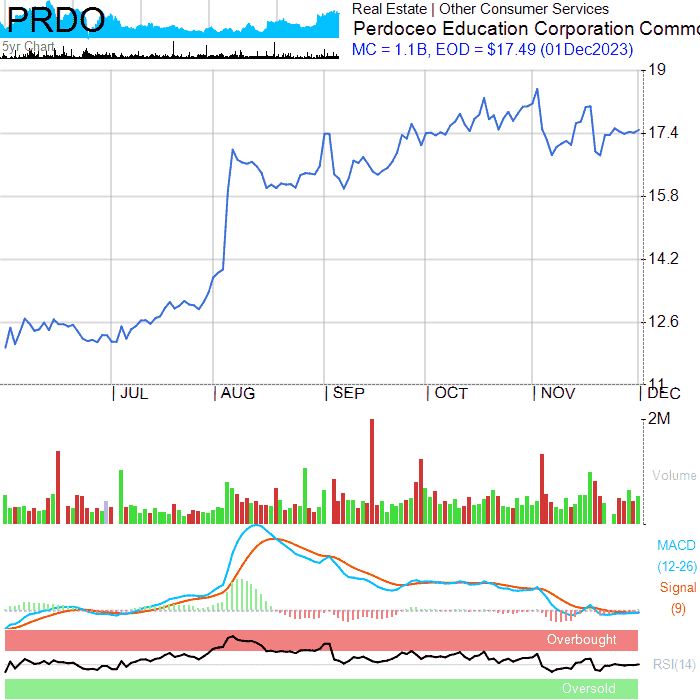 PRDO
5yr Chart
Real Estate | Other Consumer Services
Perdoceo Education Corporation Commo
MC = 1.1B, EOD = $17.49 (01Dec2023)
19
17.4
15.8
14.2
12.6
11
JUL AUG SEP OCT NOV DEC
2M
Volume
MACD
(12-26)
Signal
(9)
Overbought
RSI(14)
Oversold